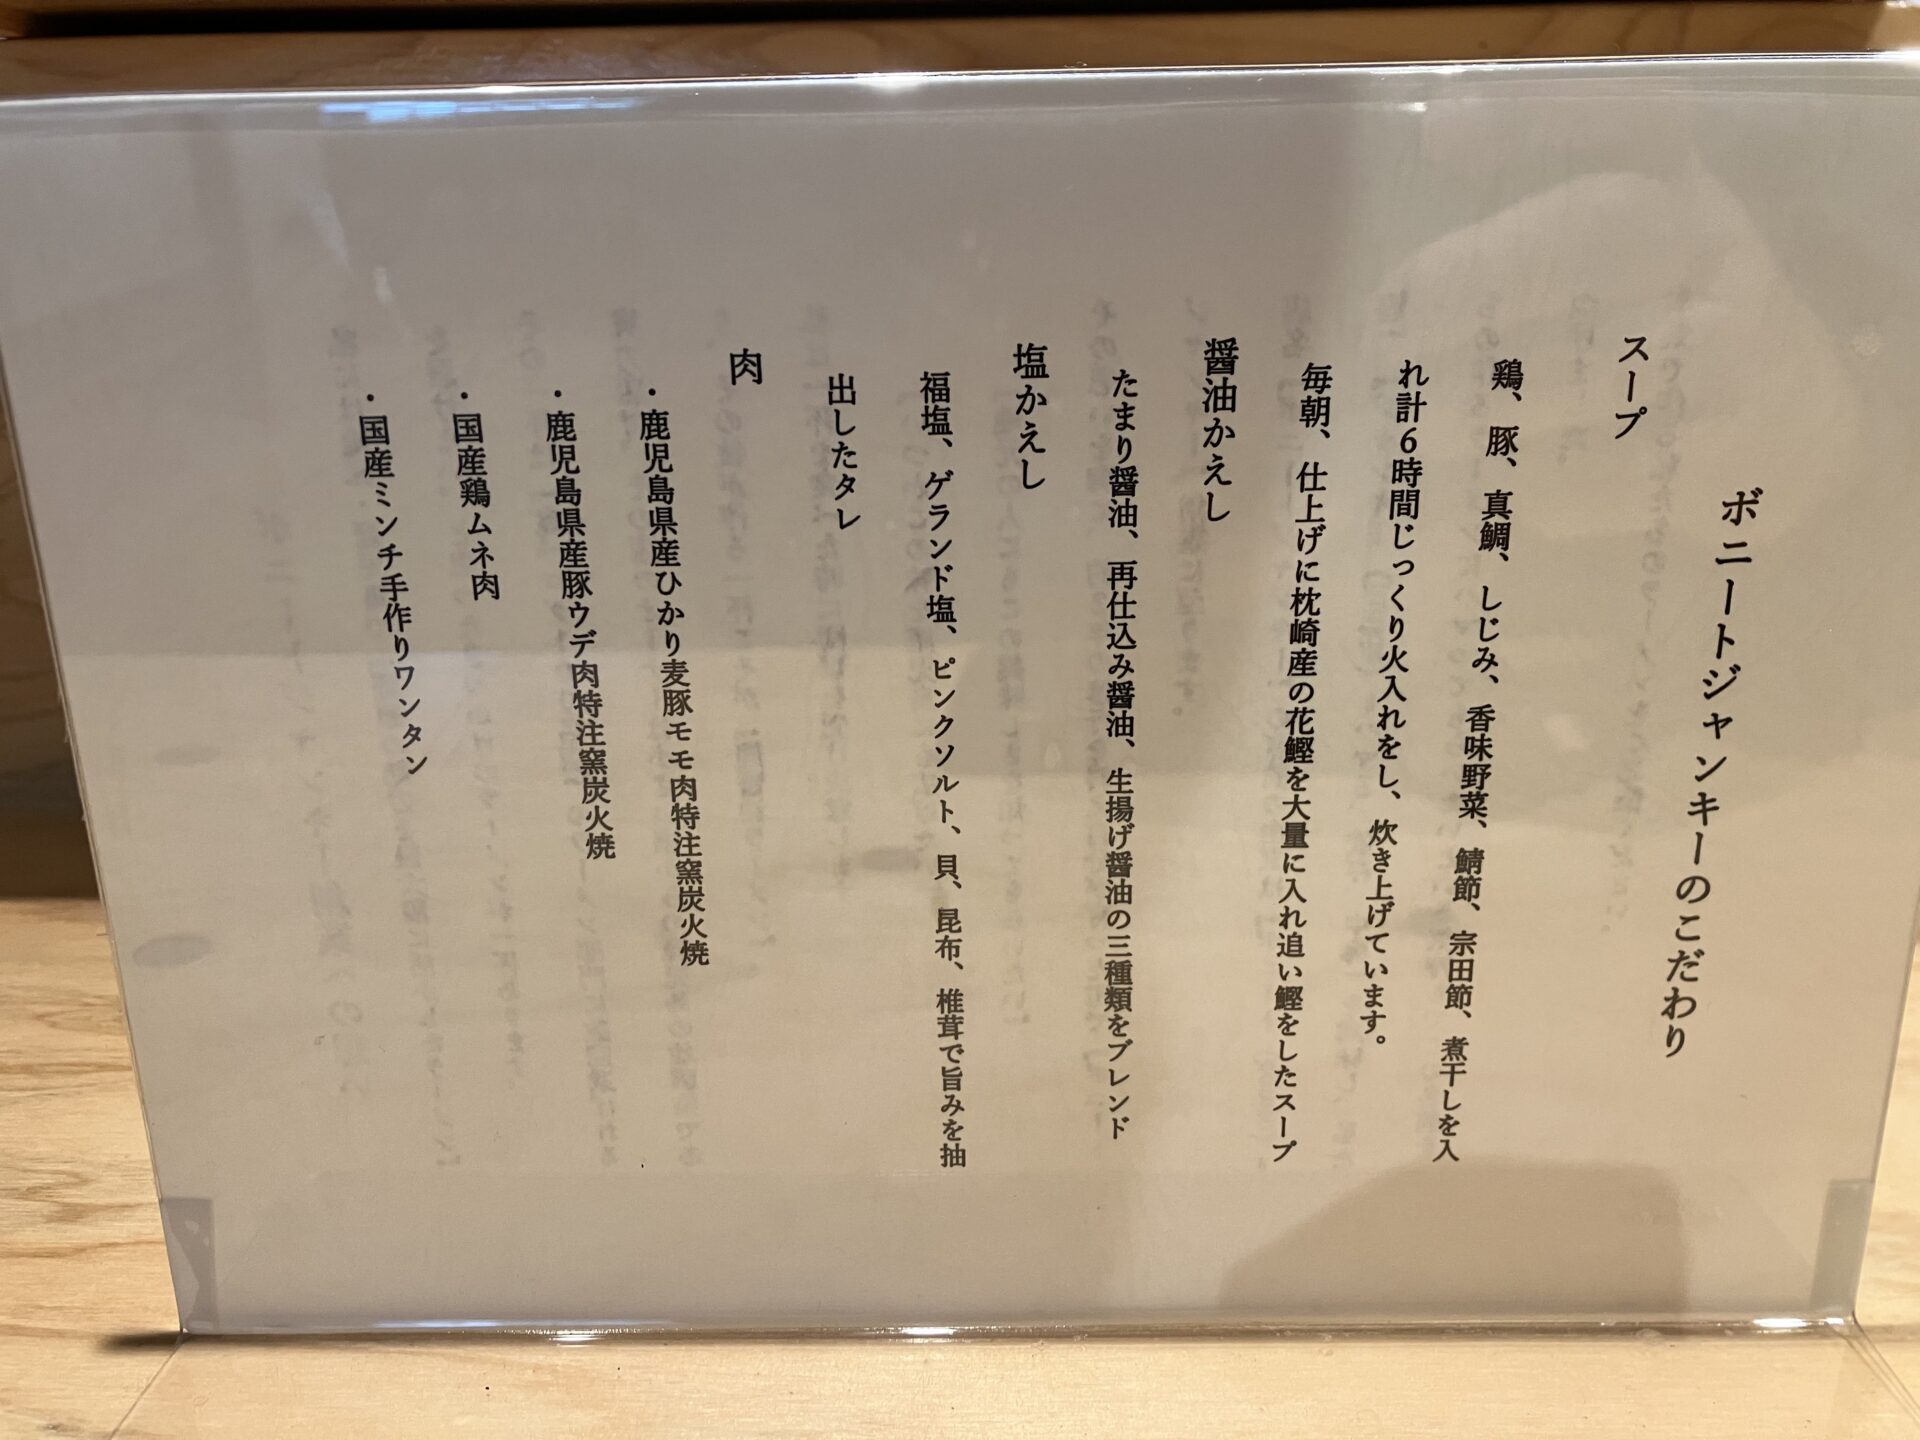 ボニートジャンキーのこだわり
スープ
鶏、豚、真鯛、しじみ、香味野菜、鯖節、宗田節、煮干しを入
れ計6時間じっくり火入れをし、炊き上げています。
毎朝、仕上げに枕崎産の花鰹を大量に入れ追い鰹をしたスープ
醤油かえし
たまり醤油、再仕込み醤油、生揚げ醤油の三種類をブレンド
塩かえし
福塩、ゲランド塩、ピンクソルト、貝、昆布、椎茸で旨みを抽
出したタレ
肉
・鹿児島県産ひかり麦豚モモ肉特注窯炭火焼
・鹿児島県産豚ウデ肉特注窯炭火焼
・国産鶏ムネ肉
・国産ミンチ手作りワンタン